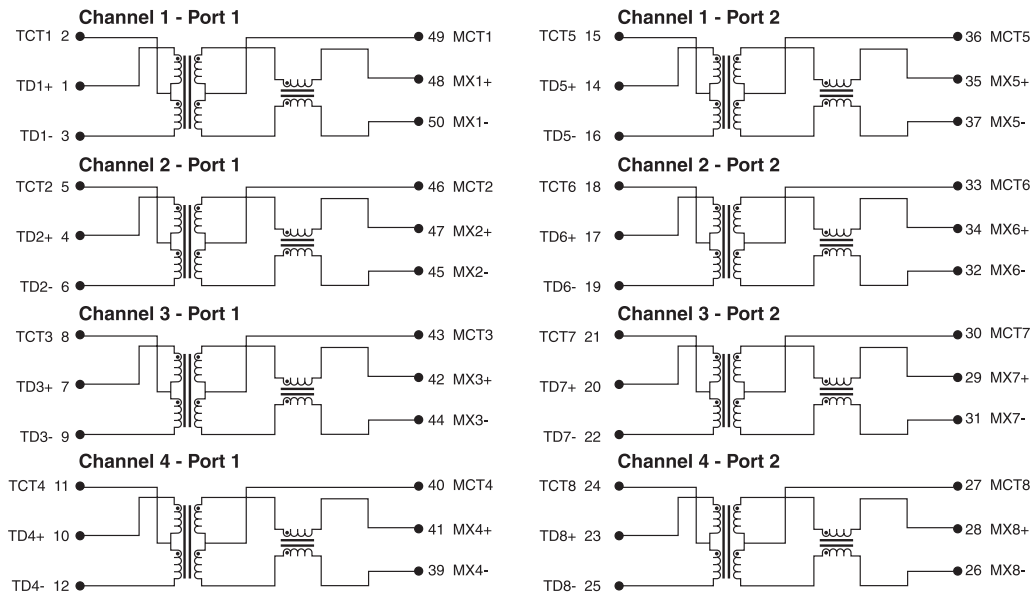 Channel 1 - Port 1
TCT1 2
49 MCT1
TD1+ 1
48 MX1+
50 MX1-
TD1- 3
Channel 2 - Port 1
TCT2 5
46 MCT2
TD2+ 4
47 MX2+
45 MX2-
TD2- 6
Channel 3 - Port 1
TCT3 8
43 MCT3
TD3+ 7
42 MX3+
44 MX3-
TD3- 9
Channel 4 - Port 1
TCT4 11
40 MCT4
TD4+ 10
41 MX4+
39 MX4-
TD4- 12
Channel 1 - Port 2
TCT5 15
36 MCT5
TD5+ 14
35 MX5+
37 MX5-
TD5- 16
Channel 2 - Port 2
TCT6 18
33 MCT6
TD6+ 17
34 MX6+
32 MX6-
TD6- 19
Channel 3 - Port 2
TCT7 21
30 MCT7
TD7+ 20
29 MX7+
31 MX7-
TD7- 22
Channel 4 - Port 2
TCT8 24
27 MCT8
TD8+ 23
28 MX8+
26 MX8-
TD8- 25